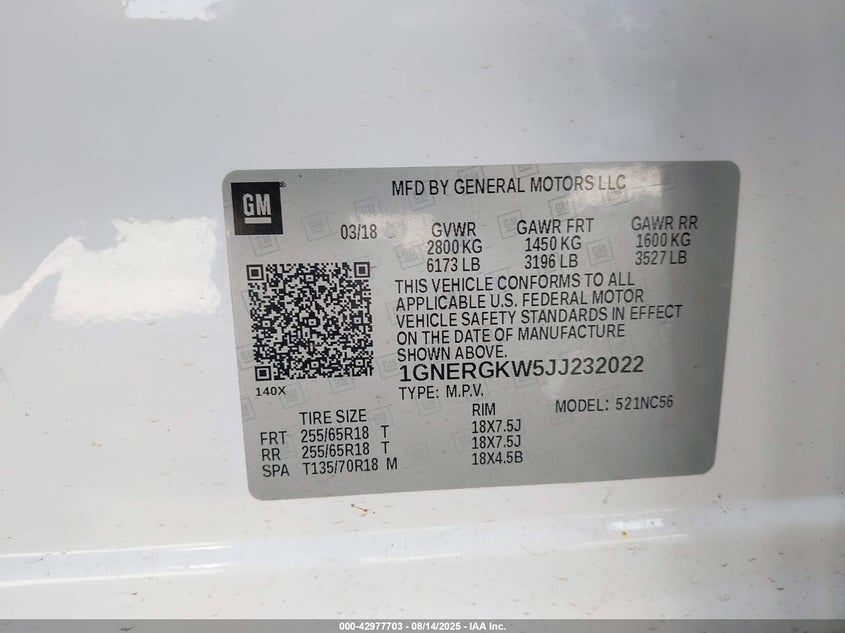 GM
MFD BY GENERAL MOTORS LLC
03/18 GVWR GAWR FRT GAWR RR
2800 KG 1450 KG 1600 KG
6173 LB 3196 LB 3527 LB
THIS VEHICLE CONFORMS TO ALL
APPLICABLE U.S. FEDERAL MOTOR
VEHICLE SAFETY STANDARDS IN EFFECT
ON THE DATE OF MANUFACTURE
SHOWN ABOVE.
1GNERGKW5JJ232022
140X
TYPE: M.P.V. MODEL: 521NC56
TIRE SIZE RIM
FRT 255/65R18 T 18X7.5J
RR 255/65R18 T 18X7.5J
SPA T135/70R18 M 18X4.5B
000-42977703 - 08/14/2025 - IAA Inc.